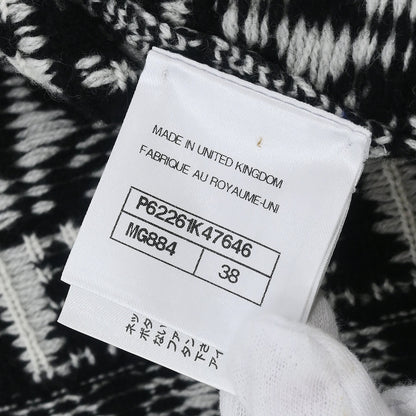 MADE IN UNITED KINGDOM
FABRIQUE AU ROYAUME-UNI
P62261K47646
MG884
38